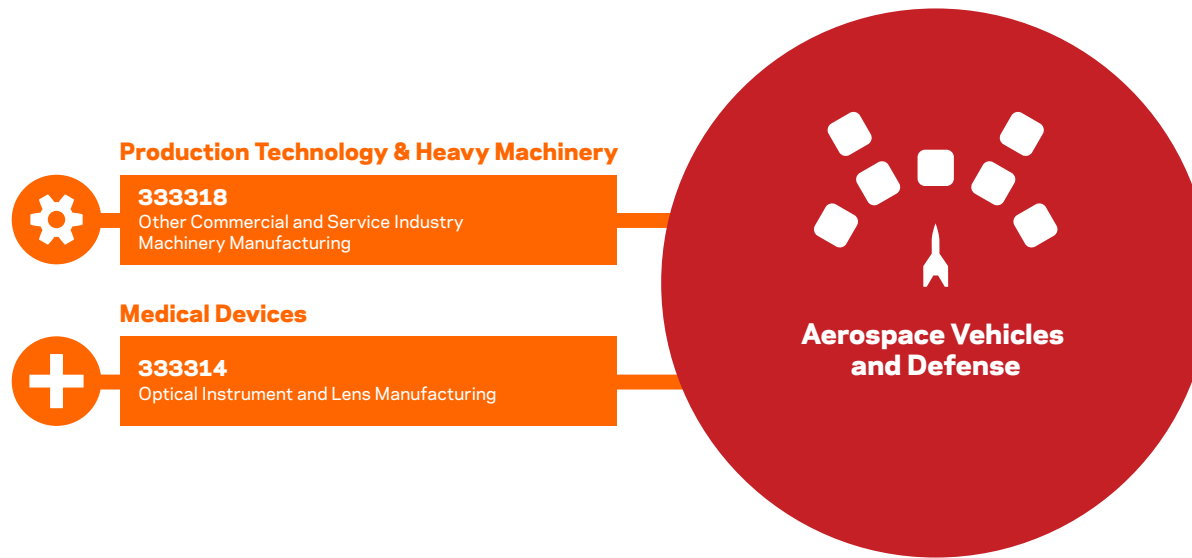 Production Technology & Heavy Machinery
333318
Other Commercial and Service Industry
Machinery Manufacturing
Medical Devices
333314
Optical Instrument and Lens Manufacturing
Aerospace Vehicles
and Defense